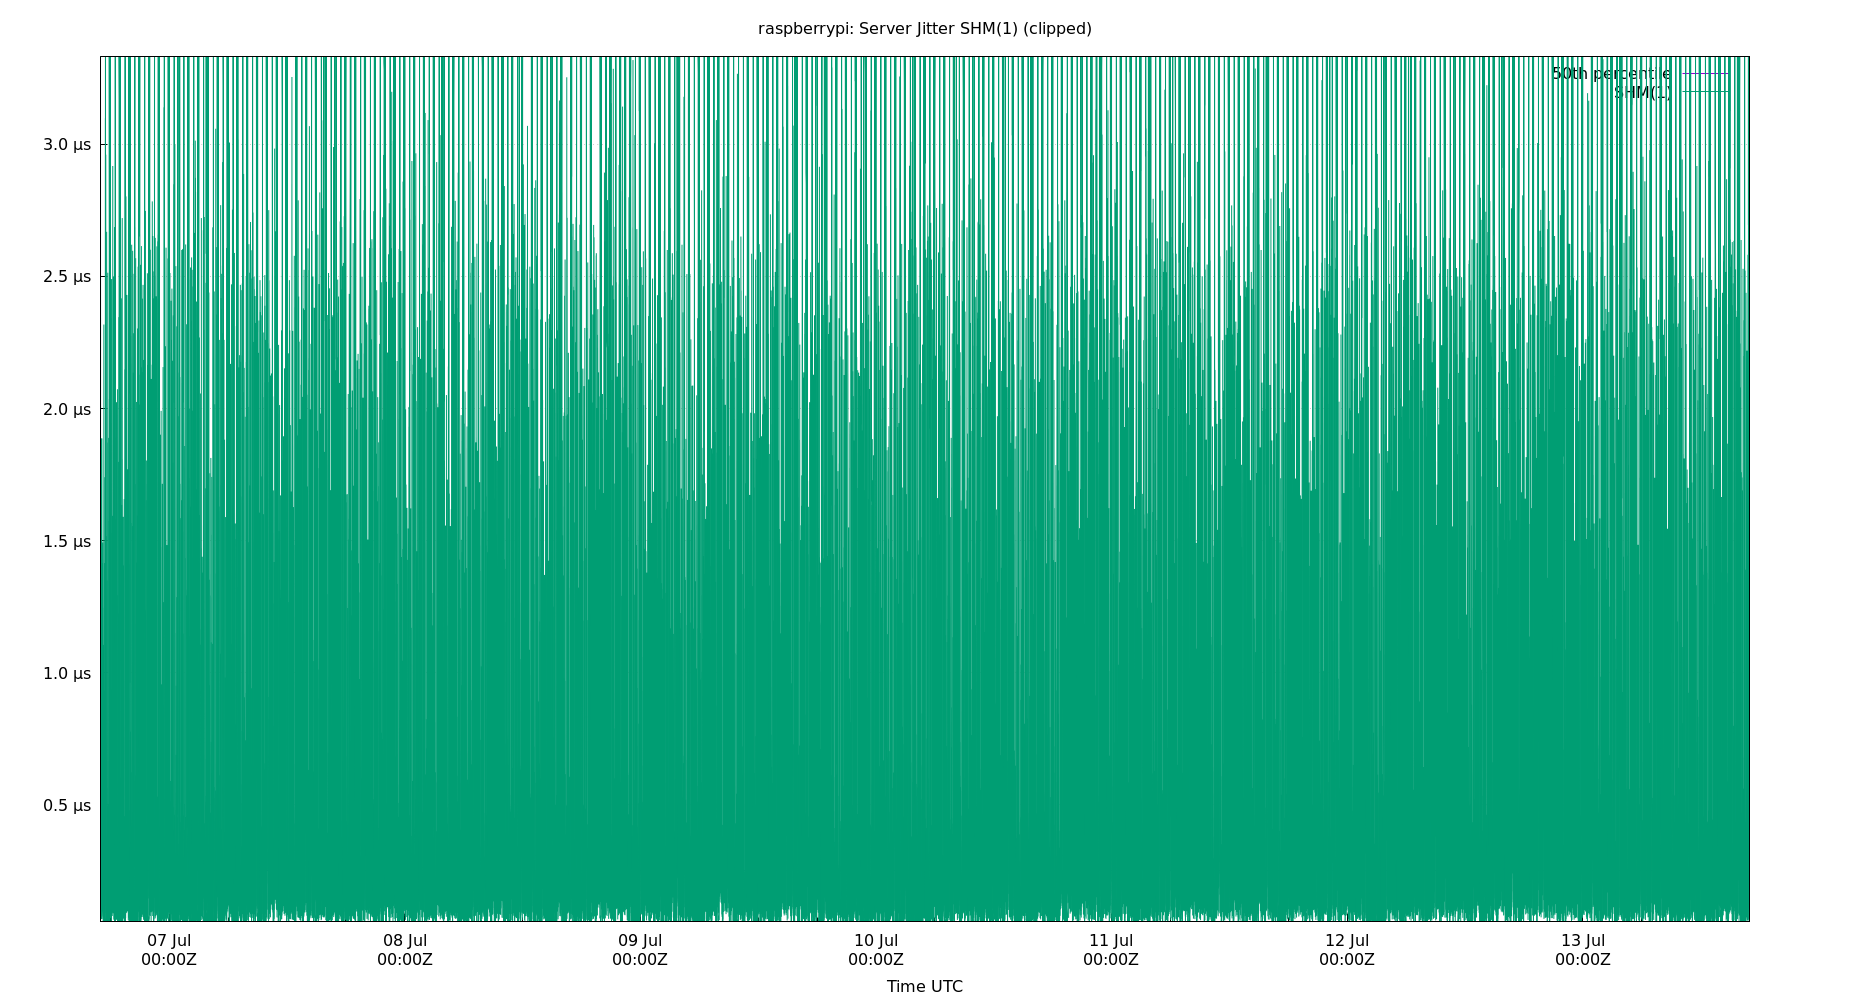 raspberrypi: Server Jitter SHM(1) (clipped)
50th percentile
SHM(1)
3.0 µs
2.5 µs
2.0 µs
1.5 µs
1.0 µs
0.5 µs
07 Jul 08 Jul 09 Jul 10 Jul 11 Jul 12 Jul 13 Jul
00:00Z 00:00Z 00:00Z 00:00Z 00:00Z 00:00Z 00:00Z
Time UTC